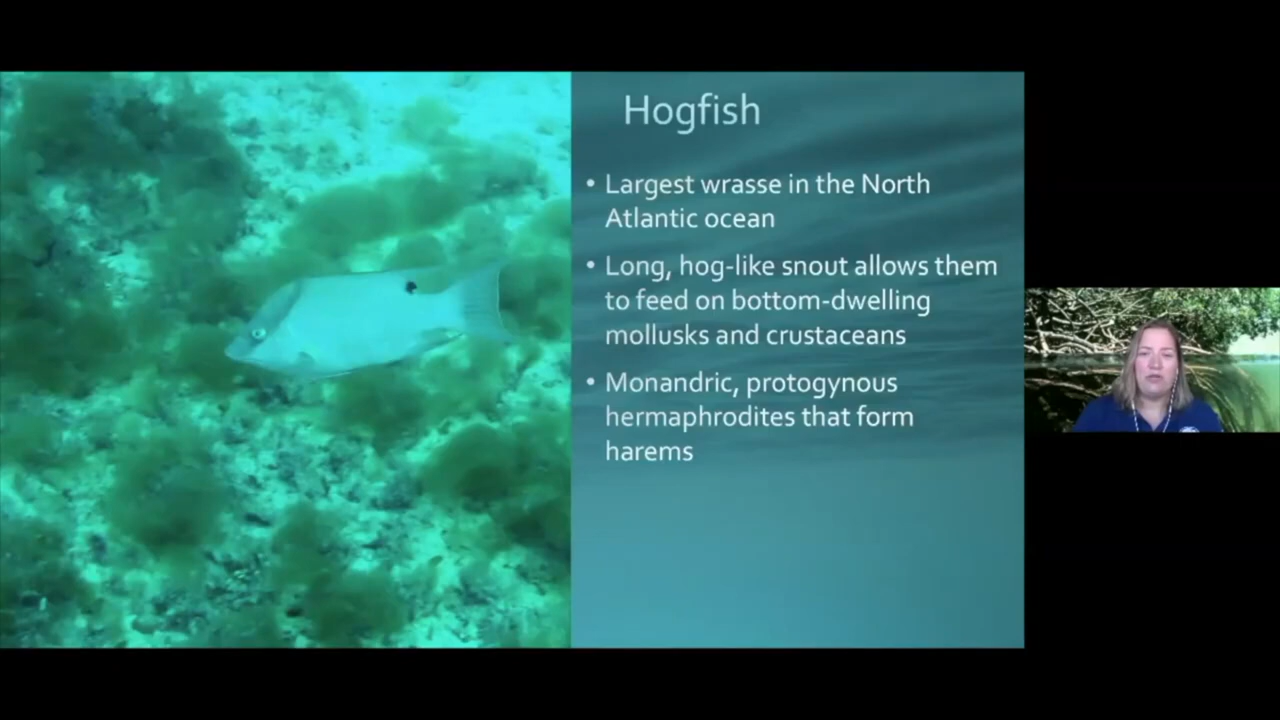 Hogfish
• Largest wrasse in the North
Atlantic ocean
• Long, hog-like snout allows them
to feed on bottom-dwelling
mollusks and crustaceans
• Monandric, protogynous
hermaphrodites that form
harems